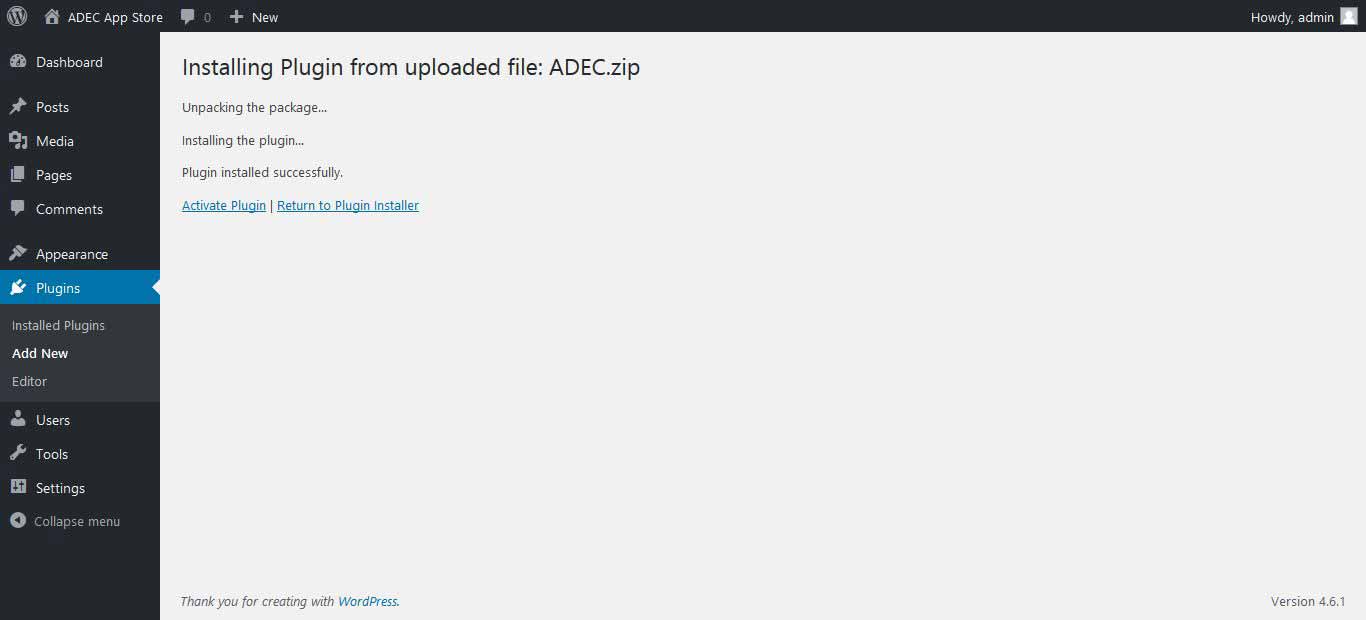 ADEC App Store 0 New Howdy, admin
Dashboard
Posts
Media
Pages
Comments
Appearance
Plugins
Installed Plugins
Add New
Editor
Users
Tools
Settings
Collapse menu
Installing Plugin from uploaded file: ADEC.zip
Unpacking the package...
Installing the plugin...
Plugin installed successfully.
Activate Plugin | Return to Plugin Installer
Thank you for creating with WordPress. Version 4.6.1